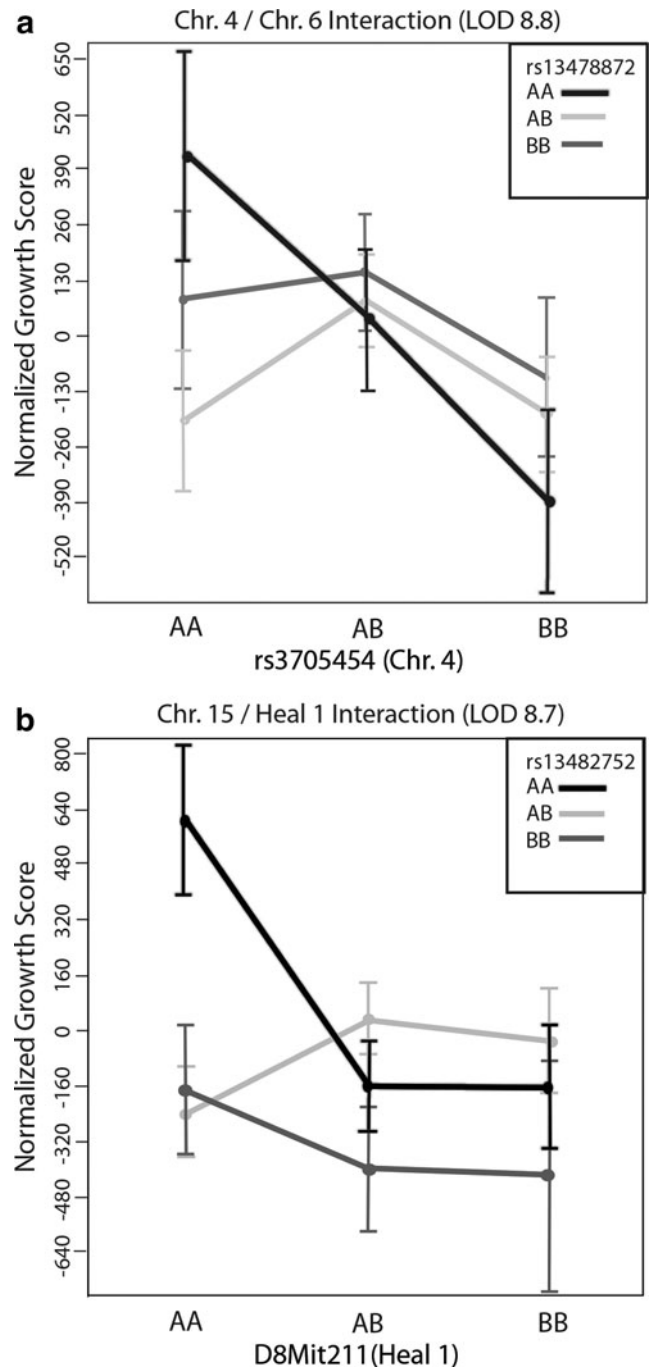 a
Chr. 4 / Chr. 6 Interaction (LOD 8.8)
Normalized Gowrth Score
650
520
390
260
130
0
-130
-260
-390
-520
rs13478872
AA
AB
BB
AA
AB
BB
rs3705454 (Chr. 4)
b
Chr. 15 / Heal 1 Interaction (LOD 8.7)
Normalized Gowrth Score
800
640
480
320
160
0
-160
-320
-480
-640
rs13482752
AA
AB
BB
AA
AB
BB
D8Mit211(Heal 1)